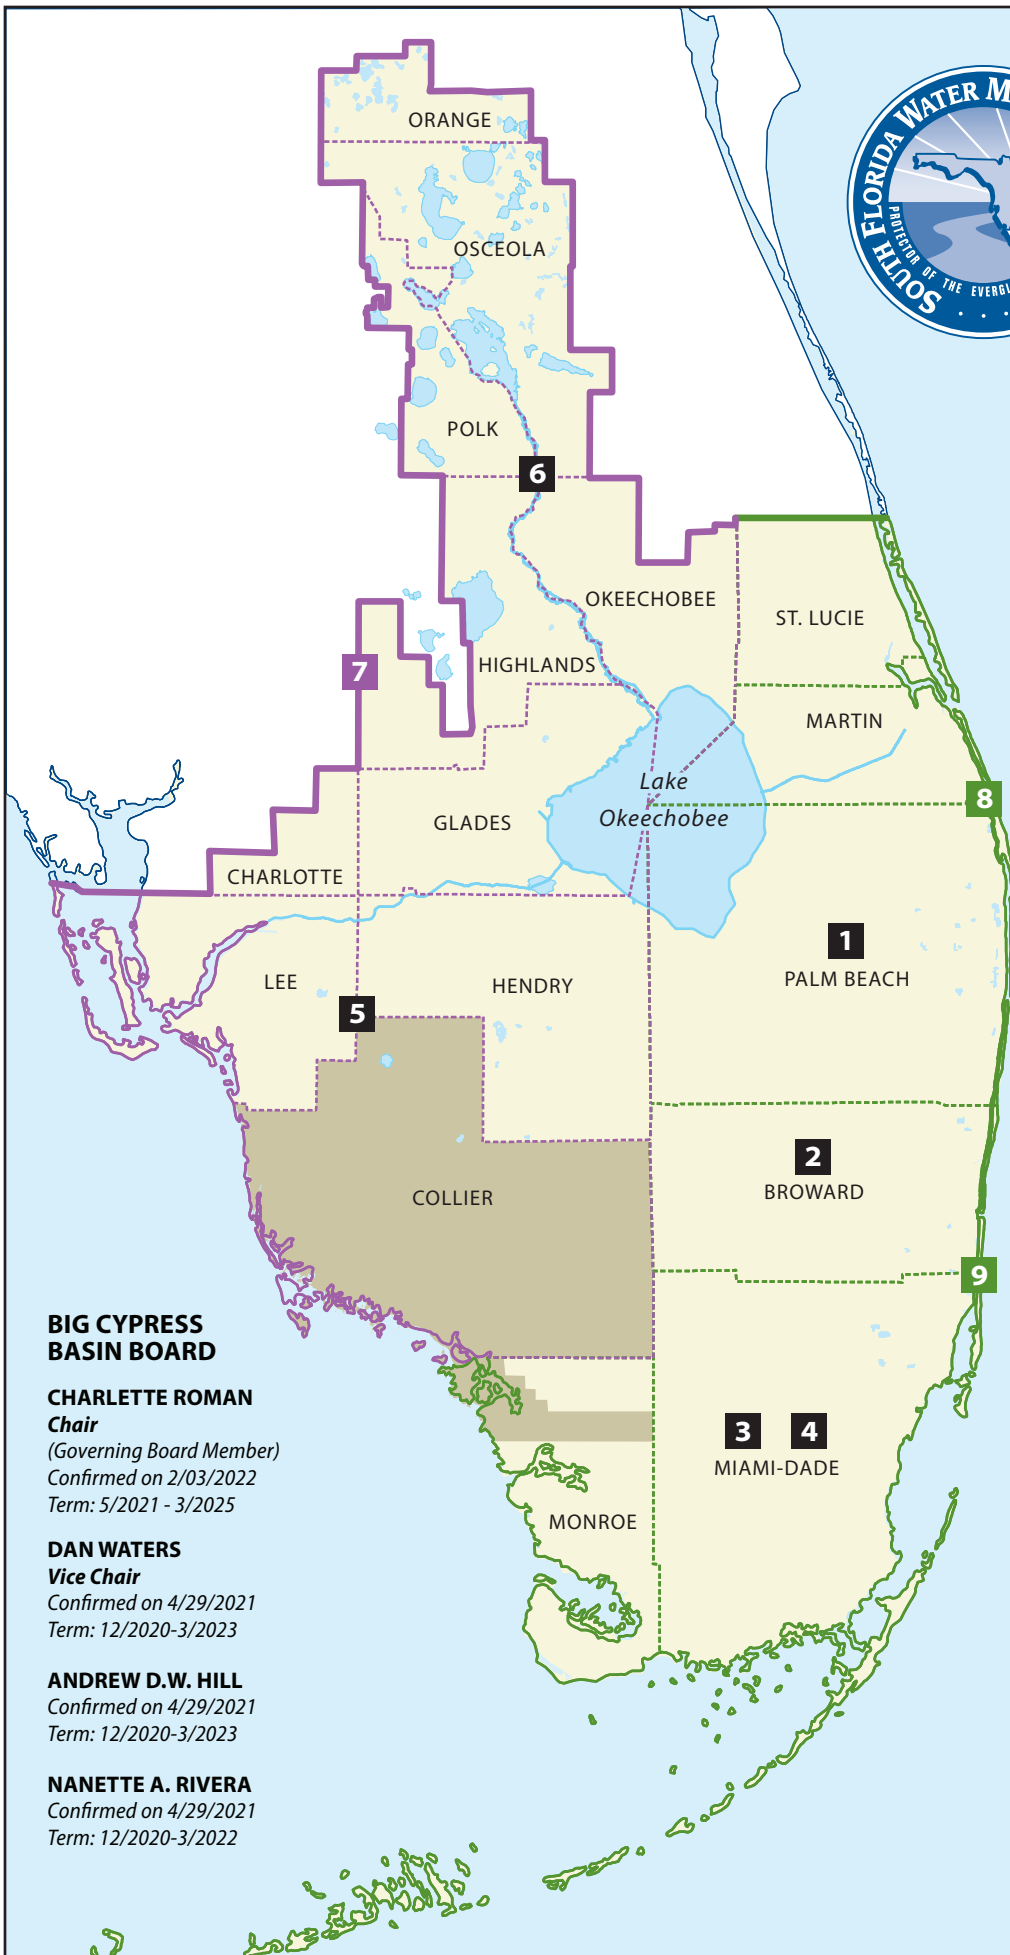 ORANGE
SOUTH FLORIDA WATER M
PROTECTOR OF THE EVERGL
OSCEOLA
POLK
6
OKEECHOBEE
ST. LUCIE
HIGHLANDS
7
MARTIN
Lake
Okeechobee
8
GLADES
CHARLOTTE
1
PALM BEACH
LEE
HENDRY
5
2
BROWARD
COLLIER
9
3
4
MIAMI-DADE
MONROE
BIG CYPRESS
BASIN BOARD
CHARLETTE ROMAN
Chair
(Governing Board Member)
Confirmed on 2/03/2022
Term: 5/2021 - 3/2025
DAN WATERS
Vice Chair
Confirmed on 4/29/2021
Term: 12/2020-3/2023
ANDREW D.W. HILL
Confirmed on 4/29/2021
Term: 12/2020-3/2023
NANETTE A. RIVERA
Confirmed on 4/29/2021
Term: 12/2020-3/2022